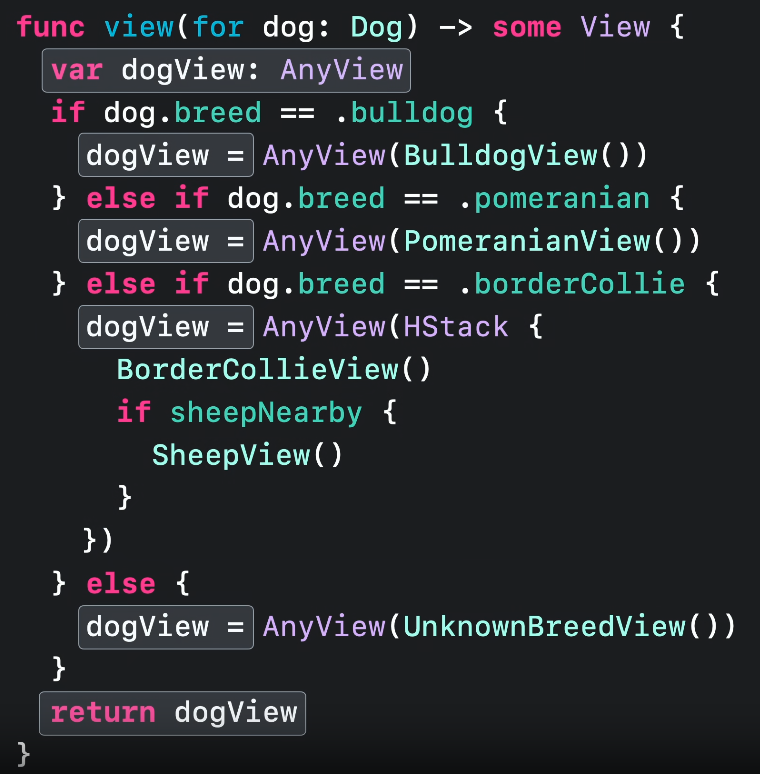 func view(for dog: Dog) -> some View {
var dogView: AnyView
if dog.breed == .bulldog {
dogView = AnyView(BulldogView())
} else if dog.breed == .pomeranian {
dogView = AnyView(PomeranianView())
} else if dog.breed == .borderCollie {
dogView = AnyView(HStack {
BorderCollieView()
if sheepNearby {
SheepView()
}
})
} else {
dogView = AnyView(UnknownBreedView())
}
return dogView
}